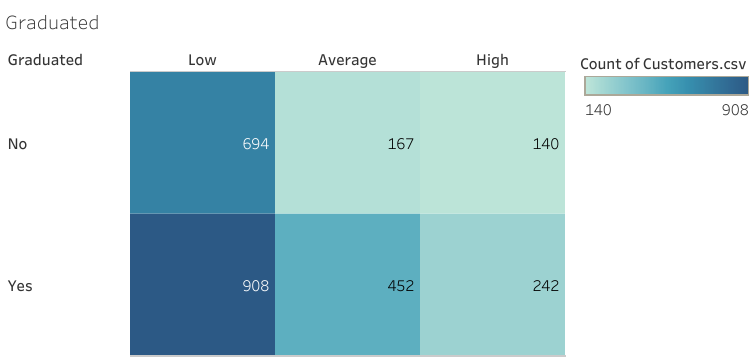 Graduated
Graduated Low Average High
Count of Customers.csv
140 908
No 694 167 140
Yes 908 452 242